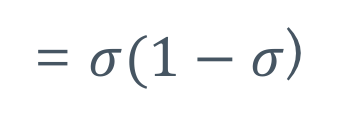 = σ(1 − σ)